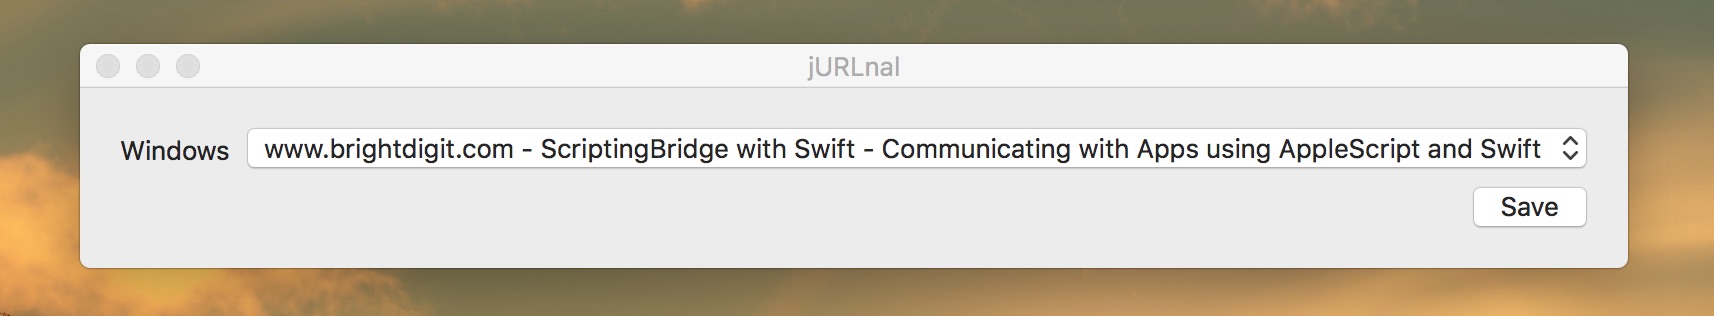 jURLnal
Windows www.brightdigit.com - ScriptingBridge with Swift - Communicating with Apps using AppleScript and Swift
Save